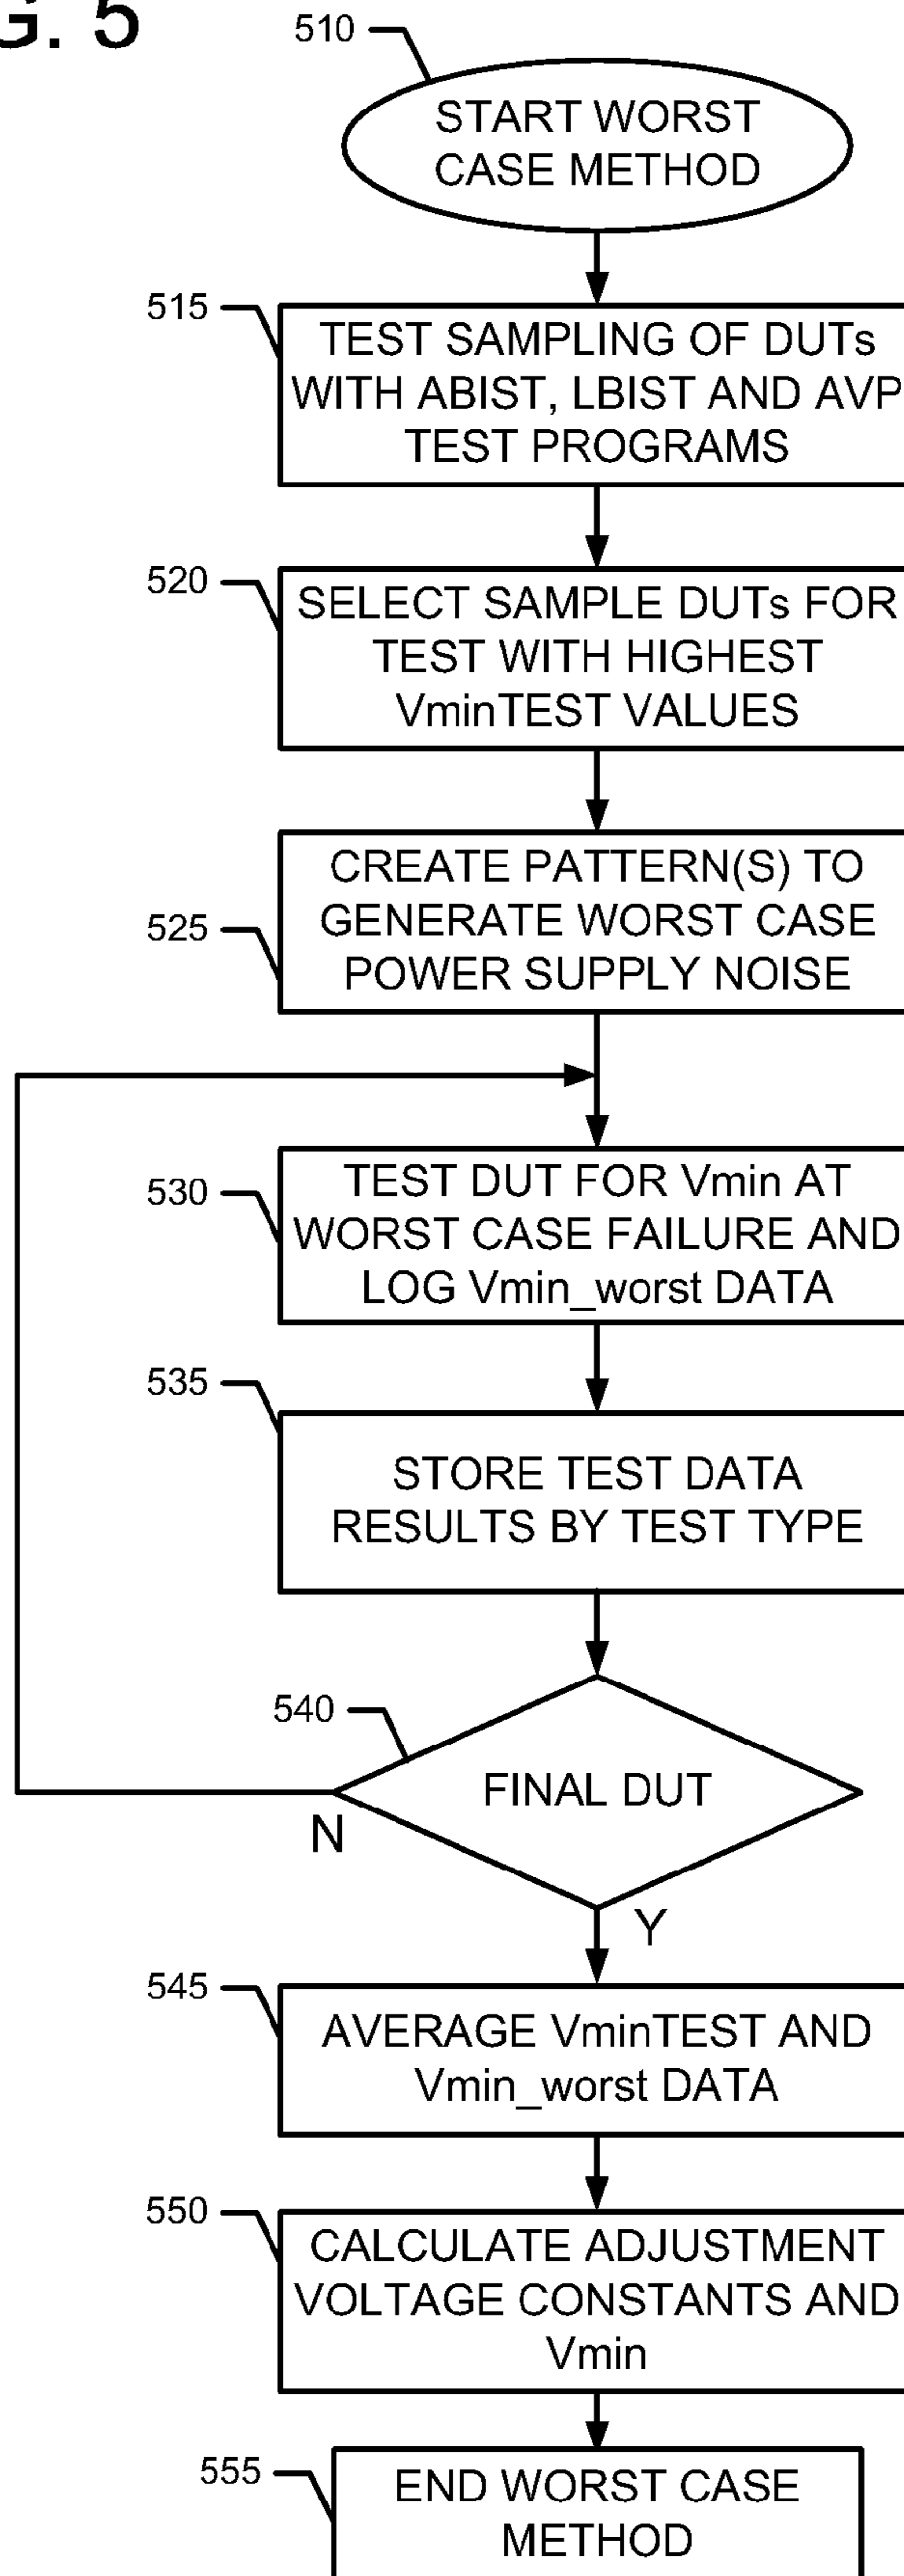 G. 5
510
START WORST
CASE METHOD
515
TEST SAMPLING OF DUTs
WITH ABIST, LBIST AND AVP
TEST PROGRAMS
520
SELECT SAMPLE DUTs FOR
TEST WITH HIGHEST
VminTEST VALUES
525
CREATE PATTERN(S) TO
GENERATE WORST CASE
POWER SUPPLY NOISE
530
TEST DUT FOR Vmin AT
WORST CASE FAILURE AND
LOG Vmin_worst DATA
535
STORE TEST DATA
RESULTS BY TEST TYPE
540
FINAL DUT
N
Y
545
AVERAGE VminTEST AND
Vmin_worst DATA
550
CALCULATE ADJUSTMENT
VOLTAGE CONSTANTS AND
Vmin
555
END WORST CASE
METHOD